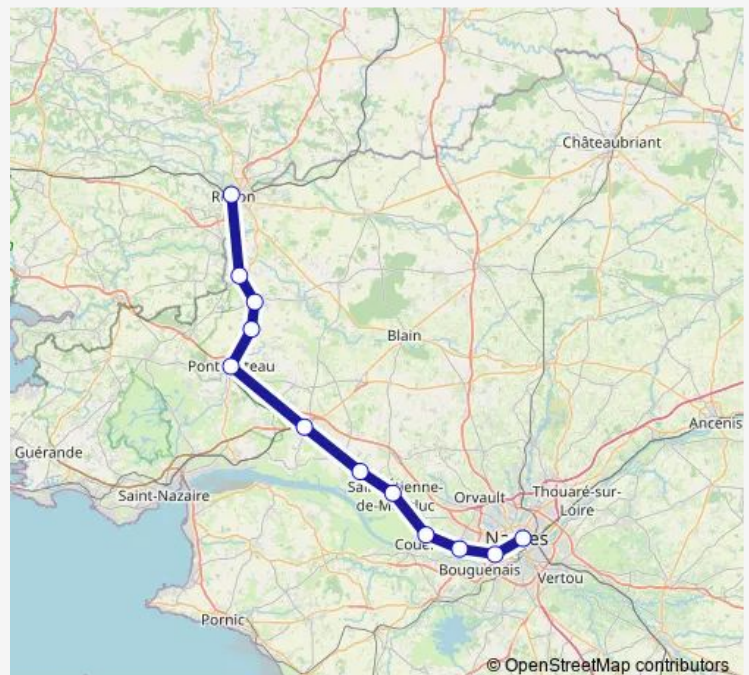 Châteaubriant
Blain
Ancenis
Guérande
Saint-Nazaire
Orvault
Thouaré-sur-
Loire
Bouguenais
Vertou
Pornic
© OpenStreetMap contributors